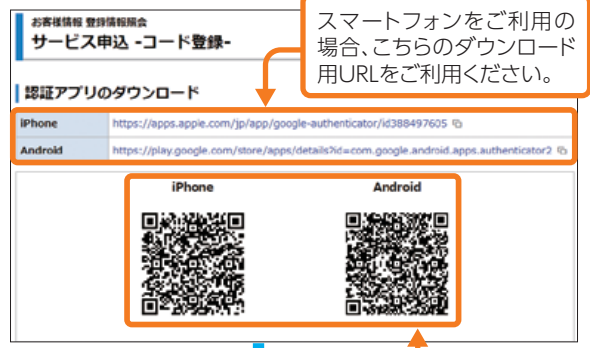 お客様情報 登録情報照会
サービス申込 -コード登録-
スマートフォンをご利用の
場合、こちらのダウンロード
用URLをご利用ください。
認証アプリのダウンロード
iPhone https://apps.apple.com/jp/app/google-authenticator/id388497605
Android https://play.google.com/store/apps/details?id=com.google.android.apps.authenticator2
iPhone Android